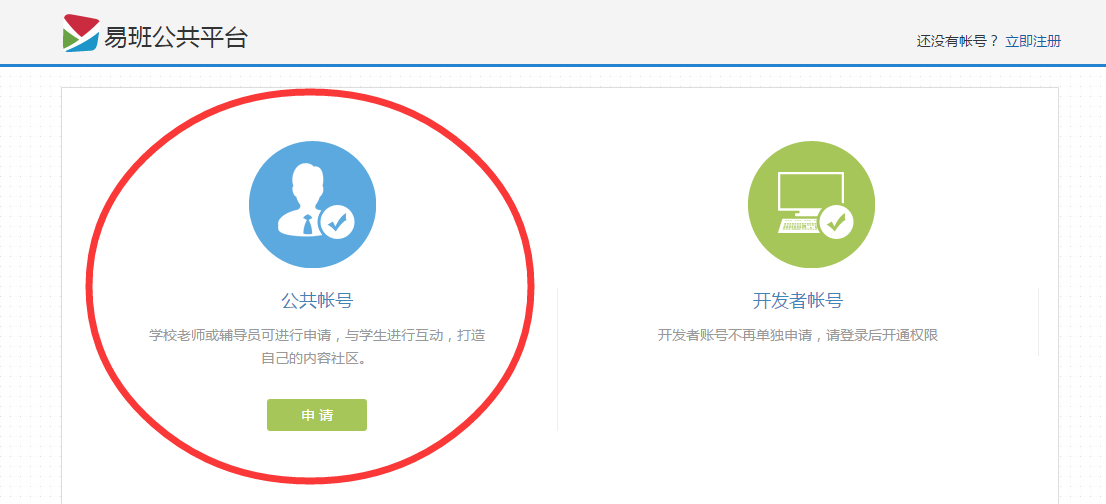 易班公共平台
还没有帐号？ 立即注册
公共帐号
学校老师或辅导员可进行申请，与学生进行互动，打造
自己的内容社区。
申 请
开发者帐号
开发者账号不再单独申请，请登录后开通权限